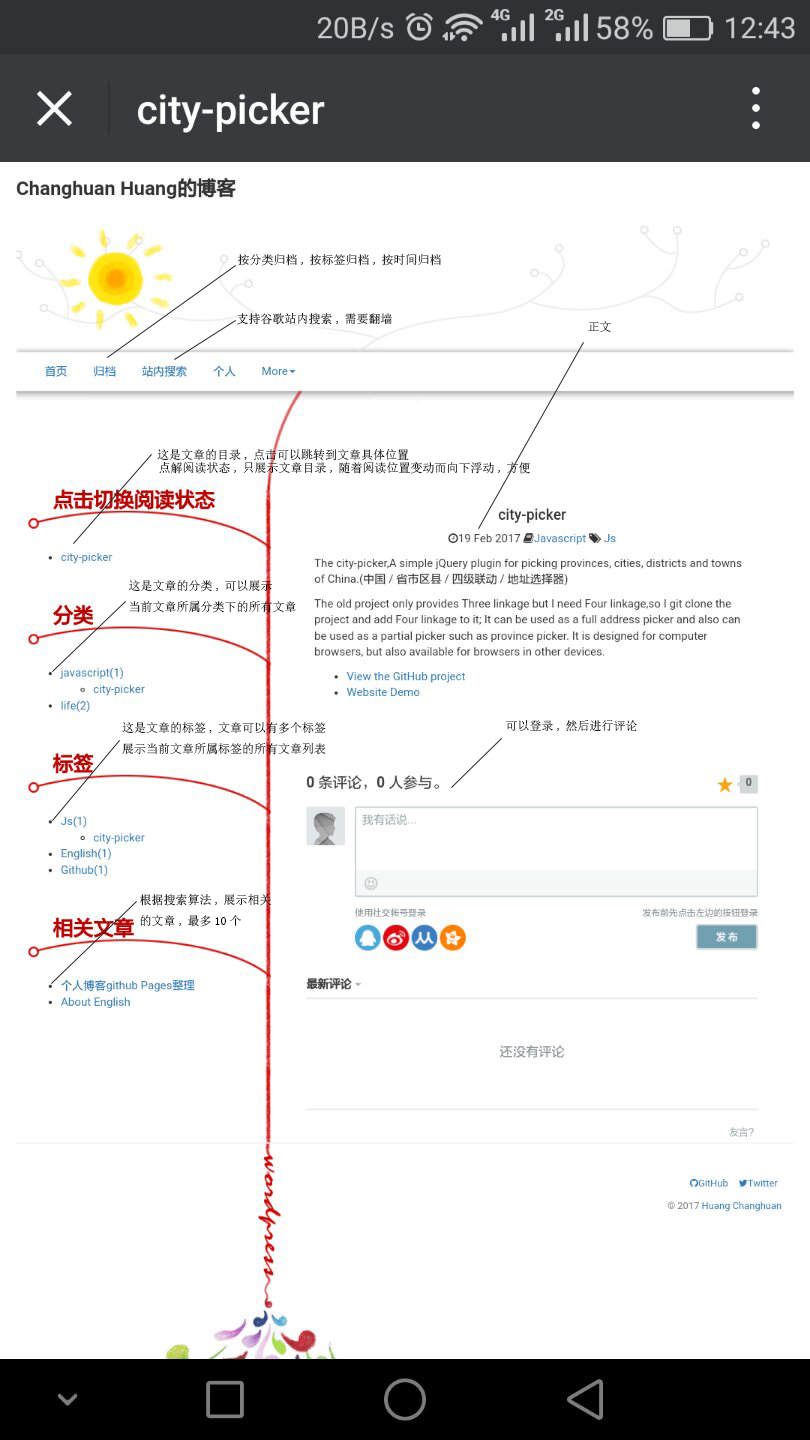 20B/s 4G 2G 58% 12:43
city-picker
Changhuan Huang的博客
按分类归档，按标签归档，按时间归档
支持谷歌站内搜索，需要翻墙
正文
首页 归档 站内搜索 个人 More
这是文章的目录，点击可以跳转到文章具体位置
点解阅读状态，只展示文章目录，随着阅读位置变动而向下浮动，方便
点击切换阅读状态
city-picker
这是文章的分类，可以展示
当前文章所属分类下的所有文章
分类
javascript(1)
city-picker
life(2)
这是文章的标签，文章可以有多个标签
展示当前文章所属标签的所有文章列表
标签
Js(1)
city-picker
English(1)
Github(1)
根据搜索算法，展示相关
的文章，最多 10 个
相关文章
个人博客github Pages整理
About English
city-picker
19 Feb 2017 Javascript Js
The city-picker,A simple jQuery plugin for picking provinces, cities, districts and towns
of China.(中国 / 省市区县 / 四级联动 / 地址选择器)
The old project only provides Three linkage but I need Four linkage,so I git clone the
project and add Four linkage to it; It can be used as a full address picker and also can
be used as a partial picker such as province picker. It is designed for computer
browsers, but also available for browsers in other devices.
View the GitHub project
Website Demo
可以登录，然后进行评论
0 条评论，0 人参与。 0
我有话说...
使用社交帐号登录 发布前先点击左边的按钮登录
发布
最新评论
还没有评论
友言?
GitHub Twitter
© 2017 Huang Changhuan
wordpress